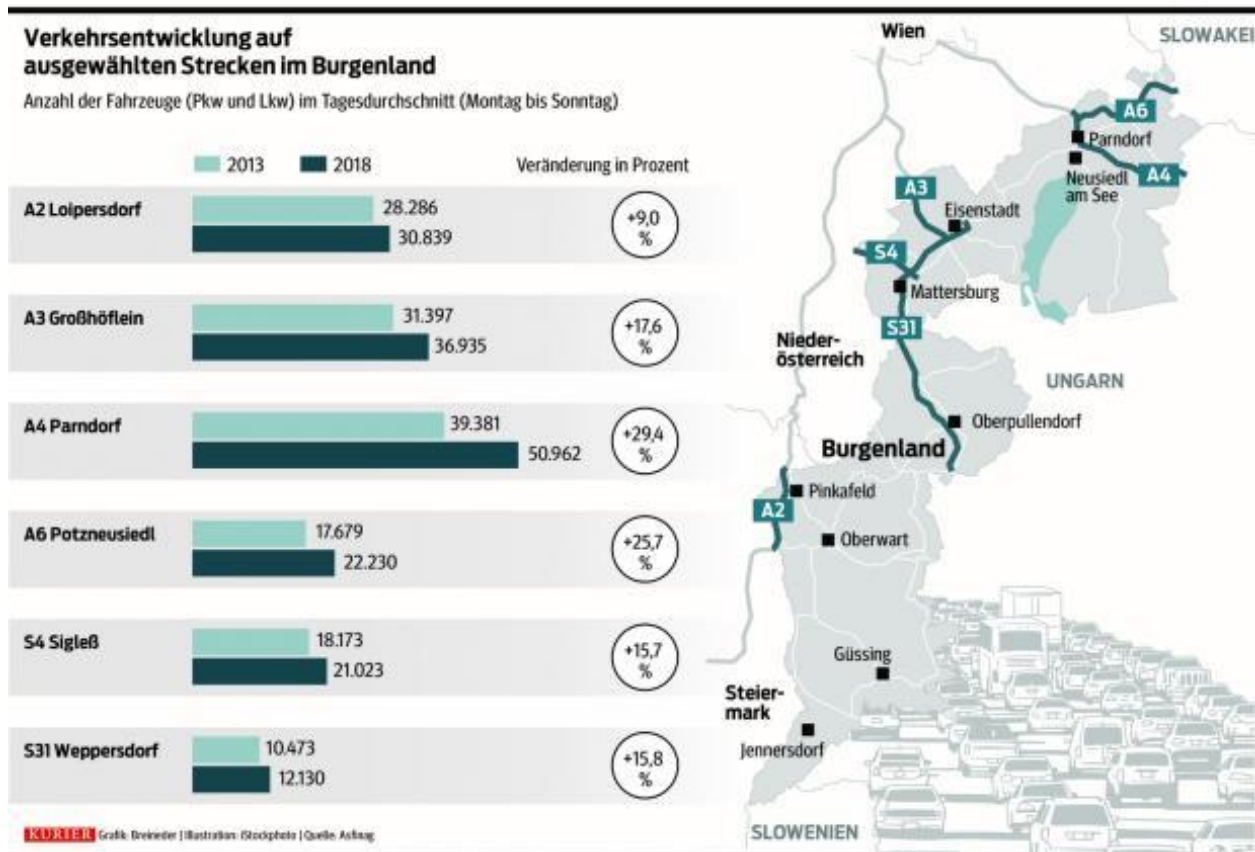 Verkehrsentwicklung auf
ausgewählten Strecken im Burgenland
Anzahl der Fahrzeuge (Pkw und Lkw) im Tagesdurchschnitt (Montag bis Sonntag)
2013
2018
Veränderung in Prozent
A2 Loipersdorf
28.286
30.839
+9,0
%
A3 Großhöflein
31.397
36.935
+17,6
%
A4 Parndorf
39.381
50.962
+29,4
%
A6 Potzneusiedl
17.679
22.230
+25,7
%
S4 Sigleß
18.173
21.023
+15,7
%
S31 Weppersdorf
10.473
12.130
+15,8
%
KURIER Grafik: Breineder | Illustration: iStockphoto | Quelle: Asfinag
Wien
SLOWAKEI
A6
Parndorf
A4
Neusiedl
am See
A3
Eisenstadt
S4
Mattersburg
S31
Nieder-
österreich
UNGARN
Oberpullendorf
Burgenland
Pinkafeld
A2
Oberwart
Güssing
Steier-
mark
Jennersdorf
SLOWENIEN